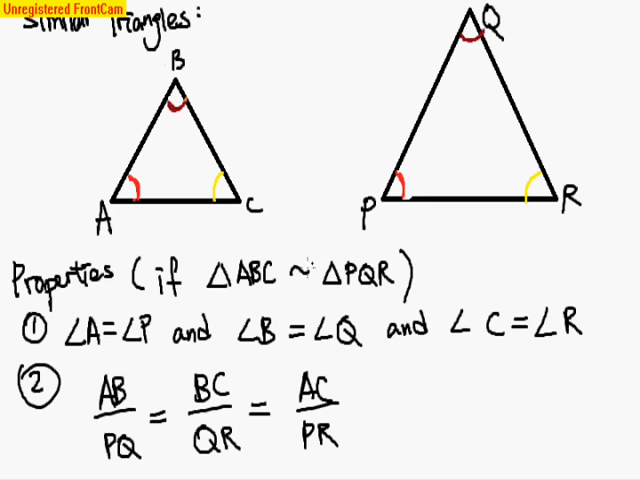 Unregistered FrontCam
Similar Triangles:
B
Q
A
C
P
R
Properties (if △ABC ~ △PQR)
① ∠A=∠P and ∠B=∠Q and ∠C=∠R
② AB/PQ = BC/QR = AC/PR